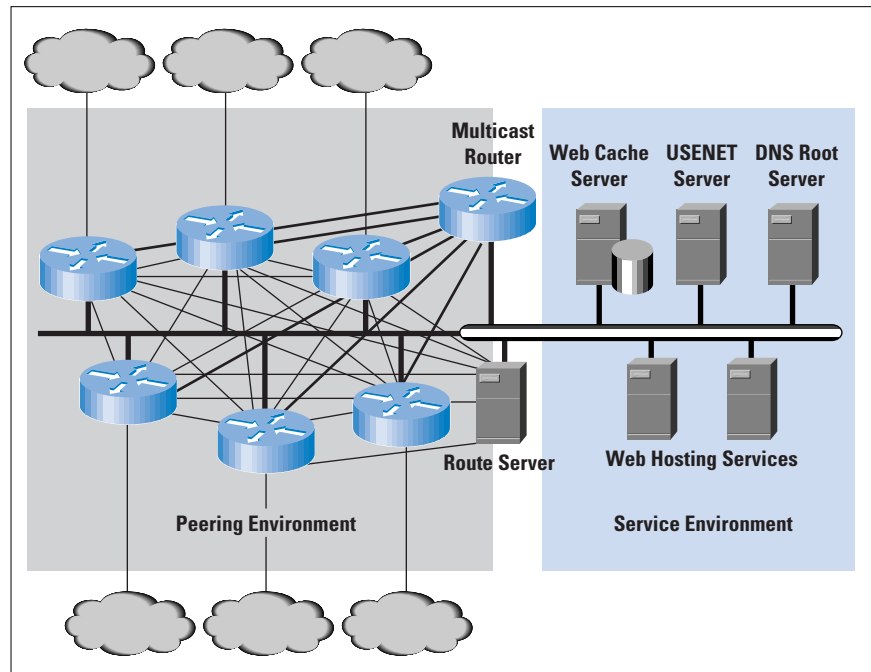 Multicast
Router
Web Cache
Server
USENET
Server
DNS Root
Server
Route Server
Web Hosting Services
Peering Environment
Service Environment